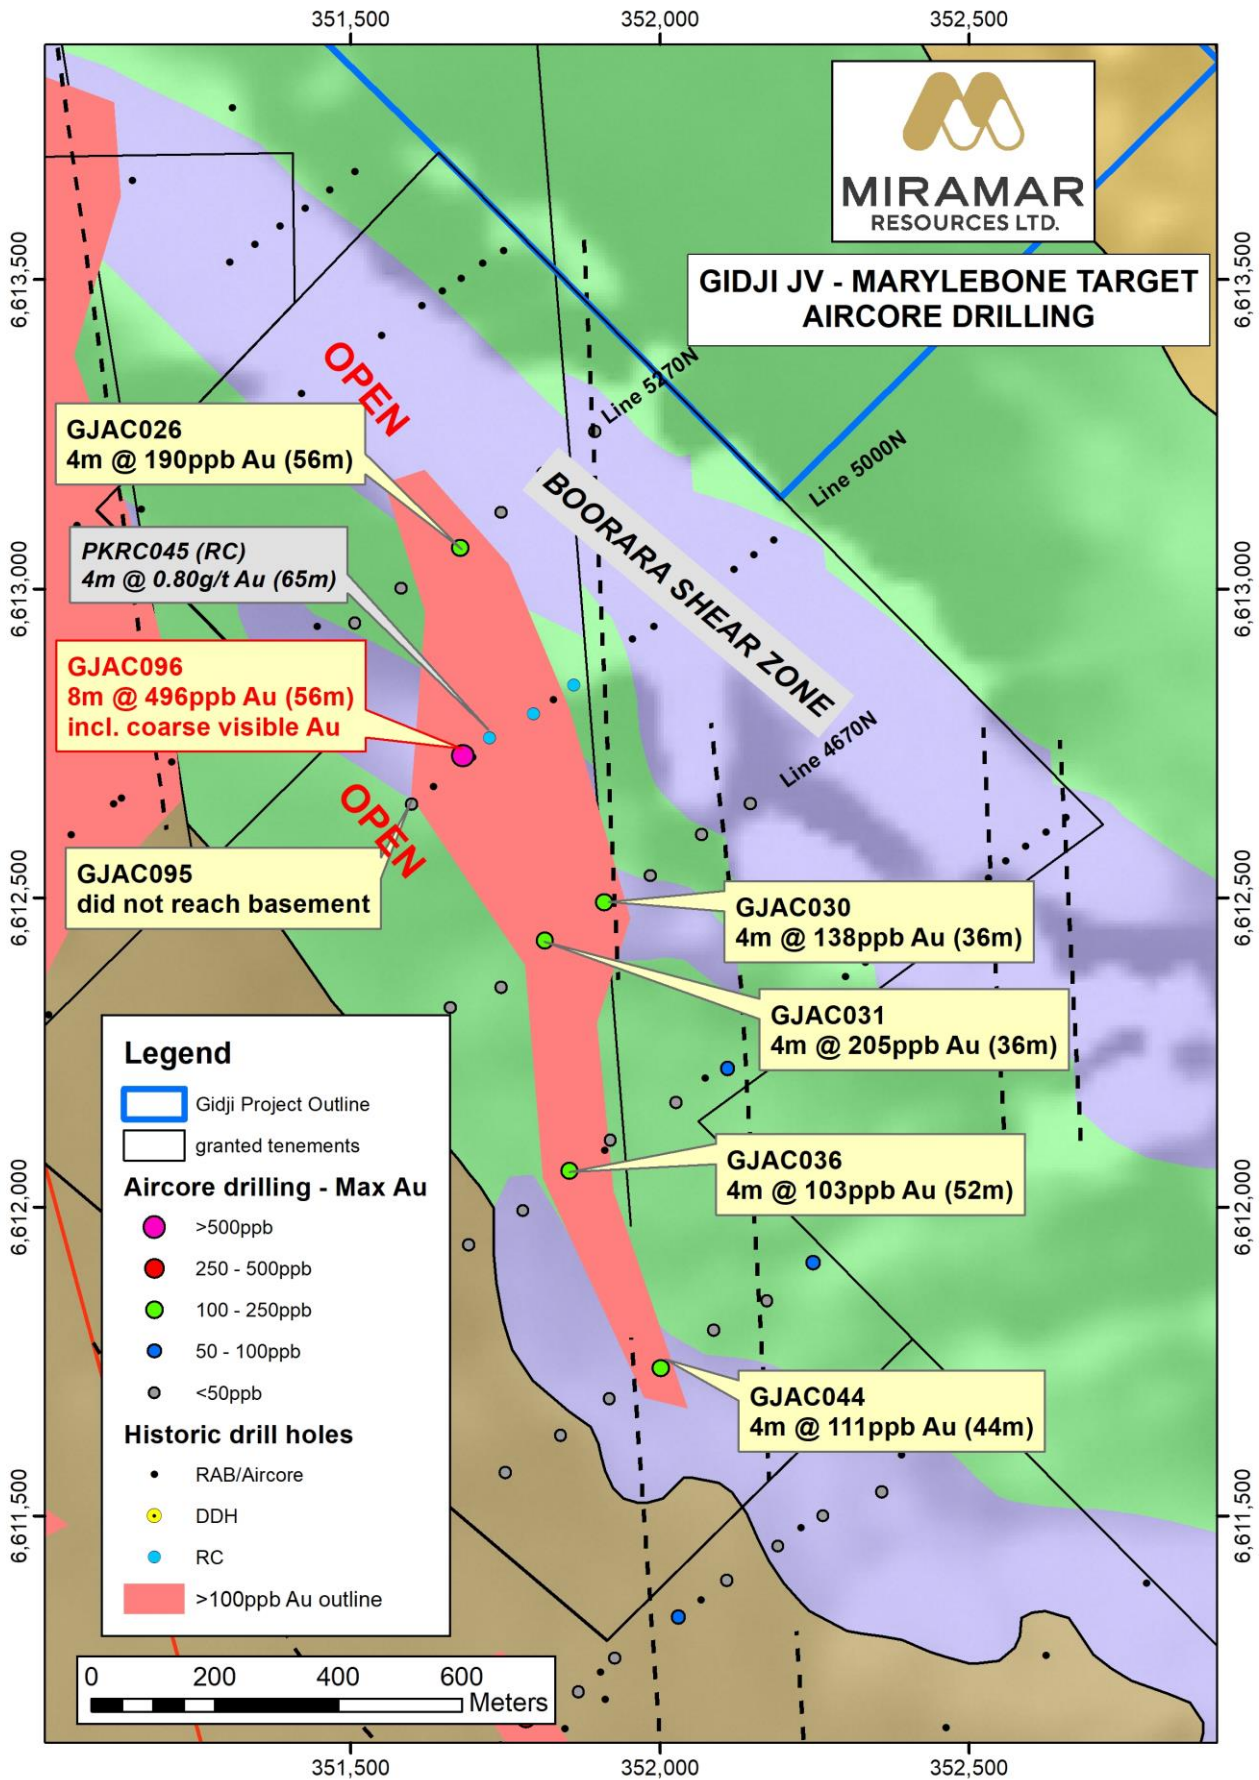 351,500
352,000
352,500
MIRAMAR
RESOURCES LTD.
GIDJI JV - MARYLEBONE TARGET
AIRCORE DRILLING
6,613,500
6,613,500
OPEN
Line 5270N
GJAC026
4m @ 190ppb Au (56m)
Line 5000N
BOORARA SHEAR ZONE
PKRC045 (RC)
4m @ 0.80g/t Au (65m)
6,613,000
6,613,000
GJAC096
8m @ 496ppb Au (56m)
incl. coarse visible Au
Line 4670N
OPEN
GJAC095
did not reach basement
6,612,500
6,612,500
GJAC030
4m @ 138ppb Au (36m)
GJAC031
4m @ 205ppb Au (36m)
GJAC036
4m @ 103ppb Au (52m)
6,612,000
6,612,000
GJAC044
4m @ 111ppb Au (44m)
6,611,500
6,611,500
Legend
Gidji Project Outline
granted tenements
Aircore drilling - Max Au
>500ppb
250 - 500ppb
100 - 250ppb
50 - 100ppb
<50ppb
Historic drill holes
RAB/Aircore
DDH
RC
>100ppb Au outline
0 200 400 600
Meters
351,500
352,000
352,500